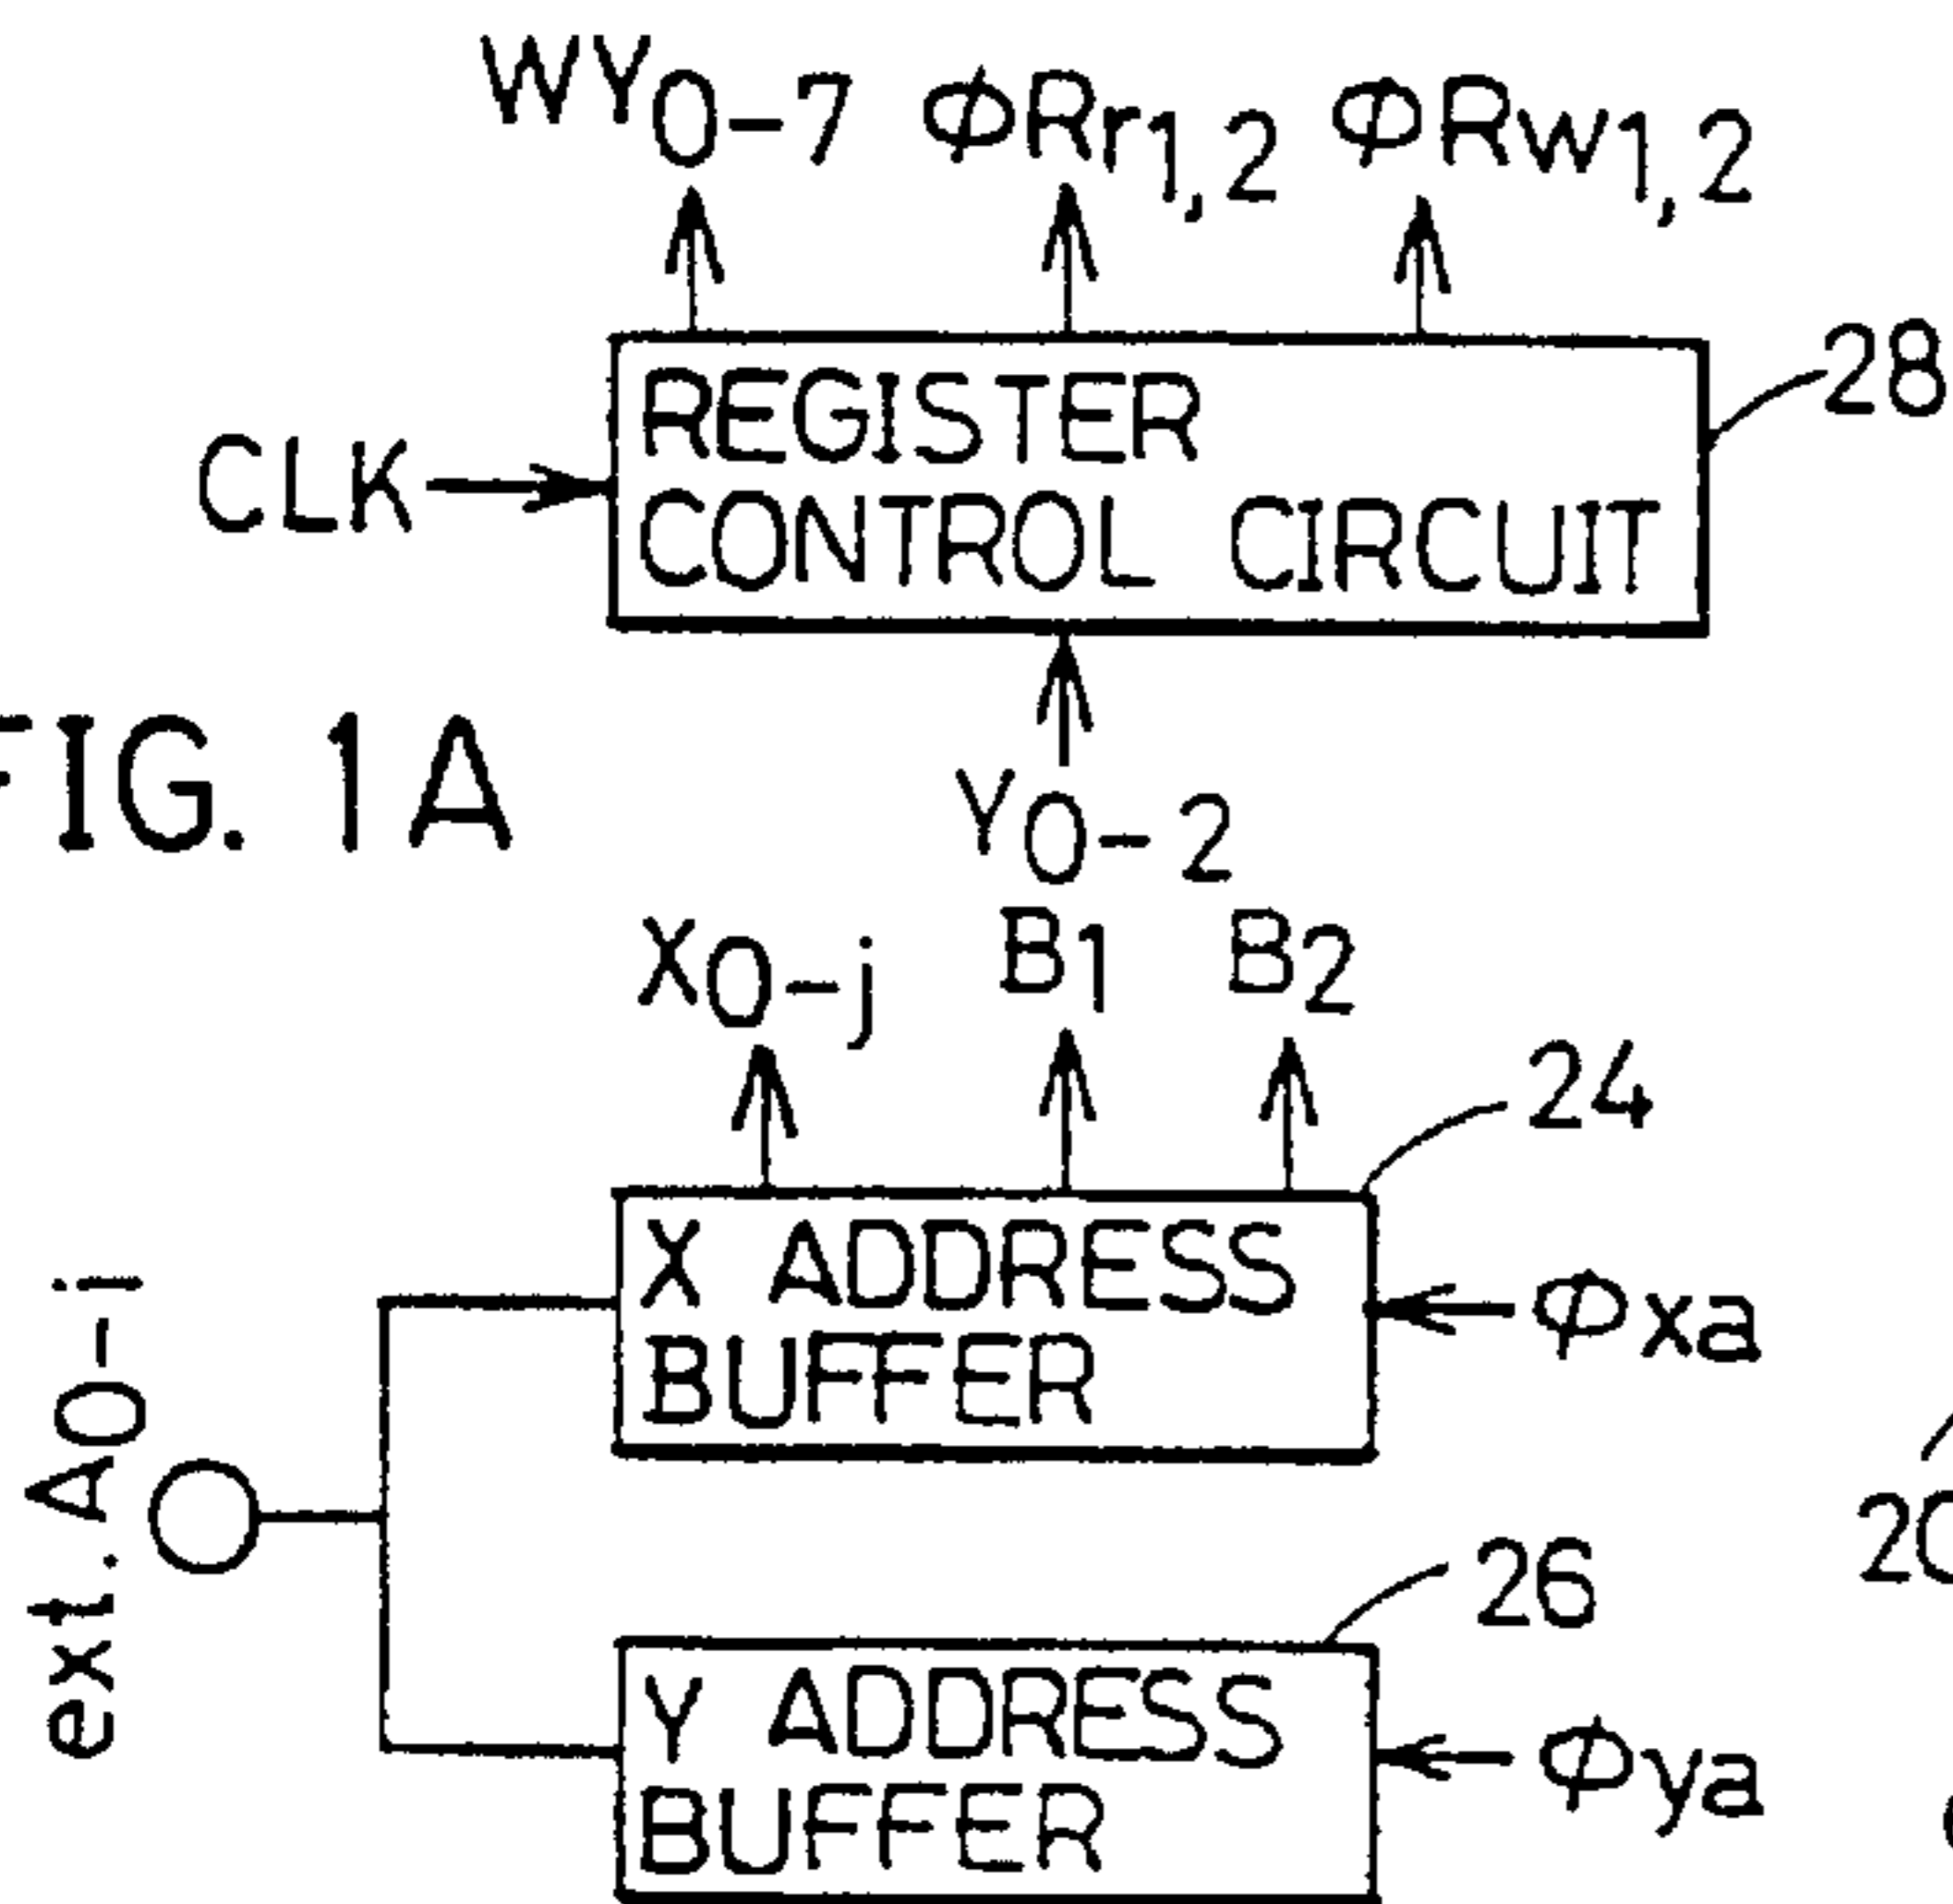 WY0-7 ϕRr1,2 ϕRw1,2
28
REGISTER
CONTROL CIRCUIT
CLK
FIG. 1A
Y0-2
X0-j B1 B2
24
X ADDRESS
BUFFER
ϕxa
ext. A0-i
26
Y ADDRESS
BUFFER
ϕya